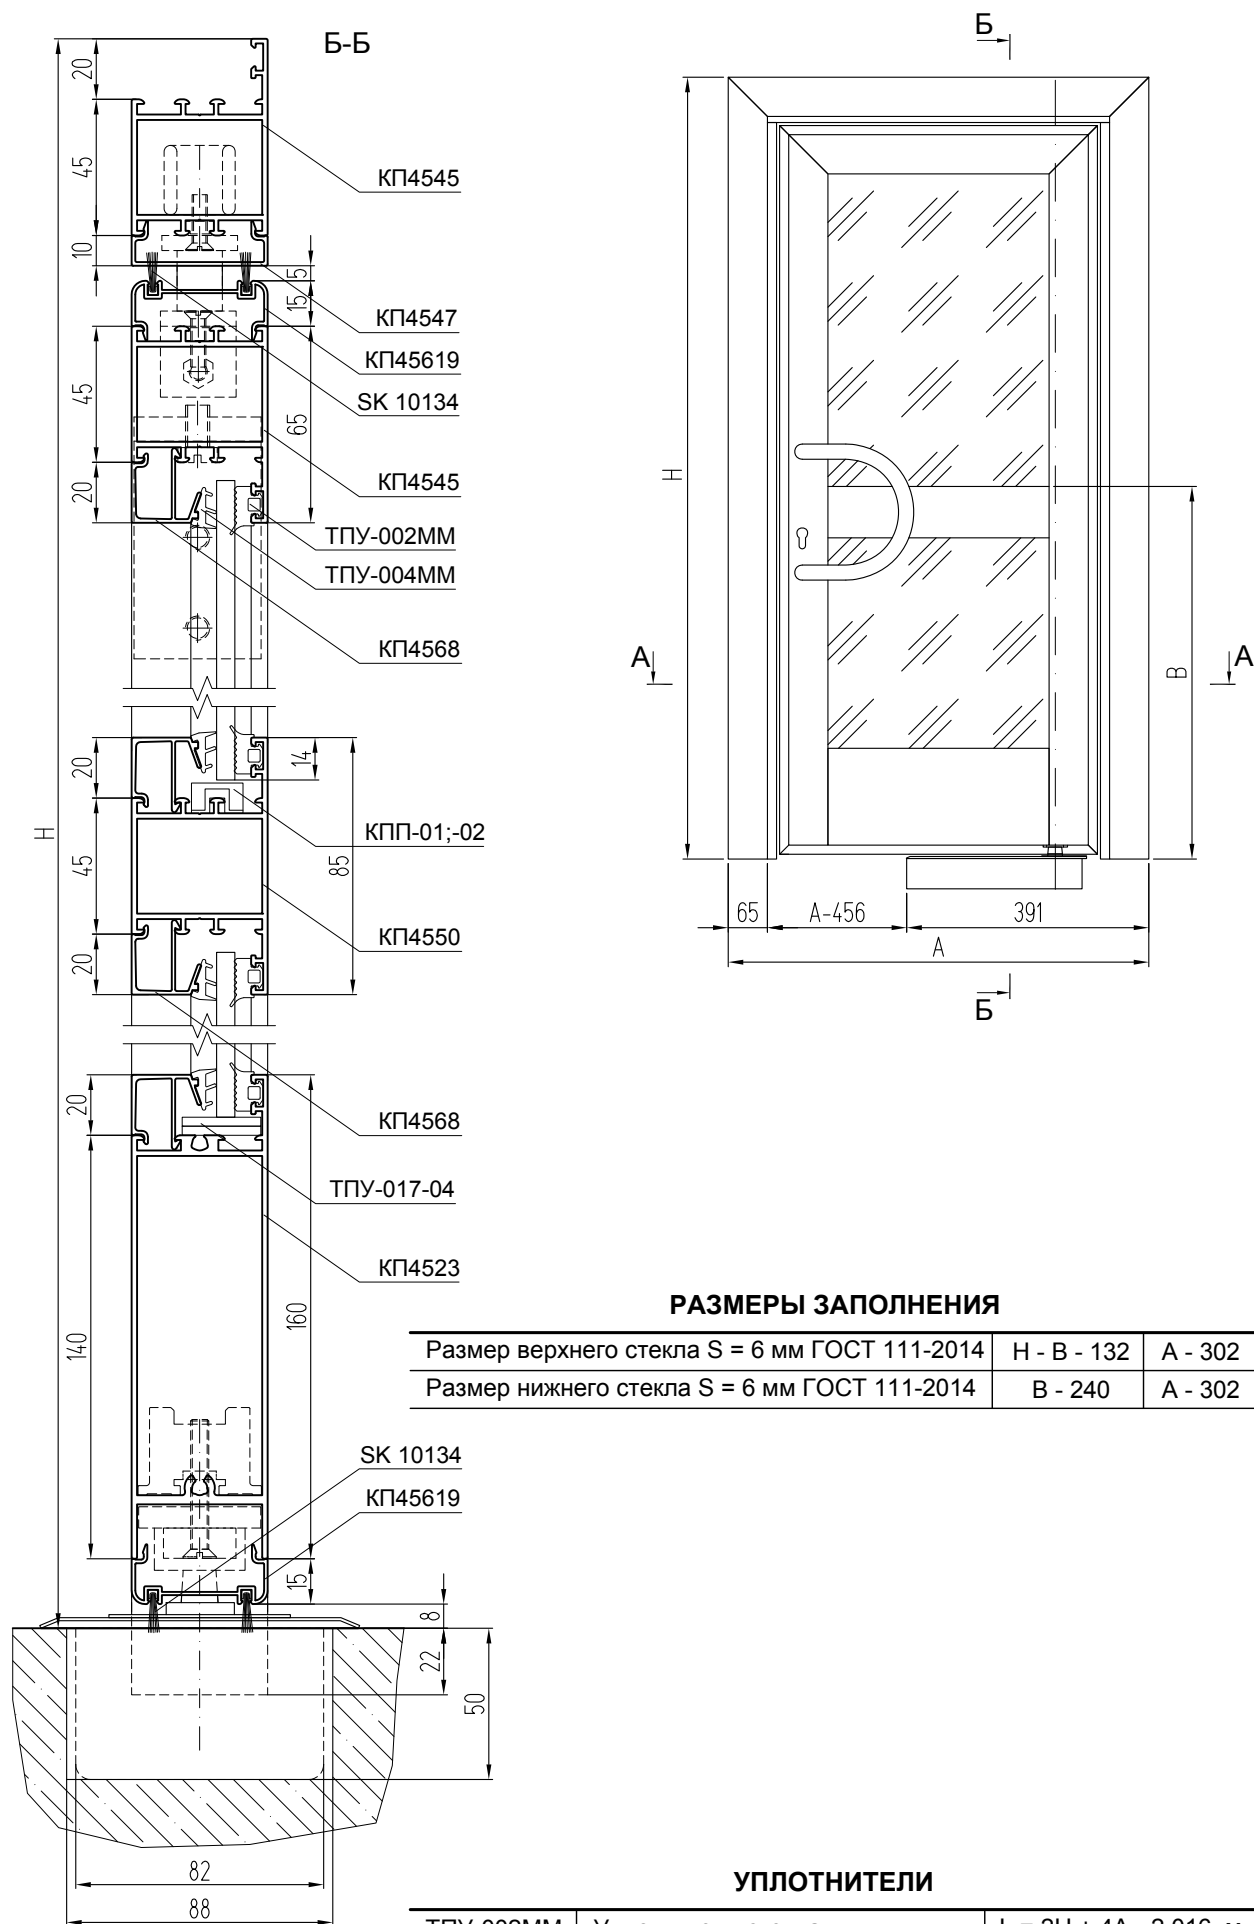 Б-Б
20
45
10
5
15
45
65
20
КП4545
КП4547
КП45619
SK 10134
КП4545
ТПУ-002ММ
ТПУ-004ММ
КП4568
H
20
14
45
85
20
КПП-01;-02
КП4550
КП4568
20
ТПУ-017-04
КП4523
140
160
SK 10134
КП45619
15
8
22
50
82
88
Б
H
B
А
А
65
A-456
391
A
Б
РАЗМЕРЫ ЗАПОЛНЕНИЯ
Размер верхнего стекла S = 6 мм ГОСТ 111-2014 H - B - 132 A - 302
Размер нижнего стекла S = 6 мм ГОСТ 111-2014 B - 240 A - 302
УПЛОТНИТЕЛИ